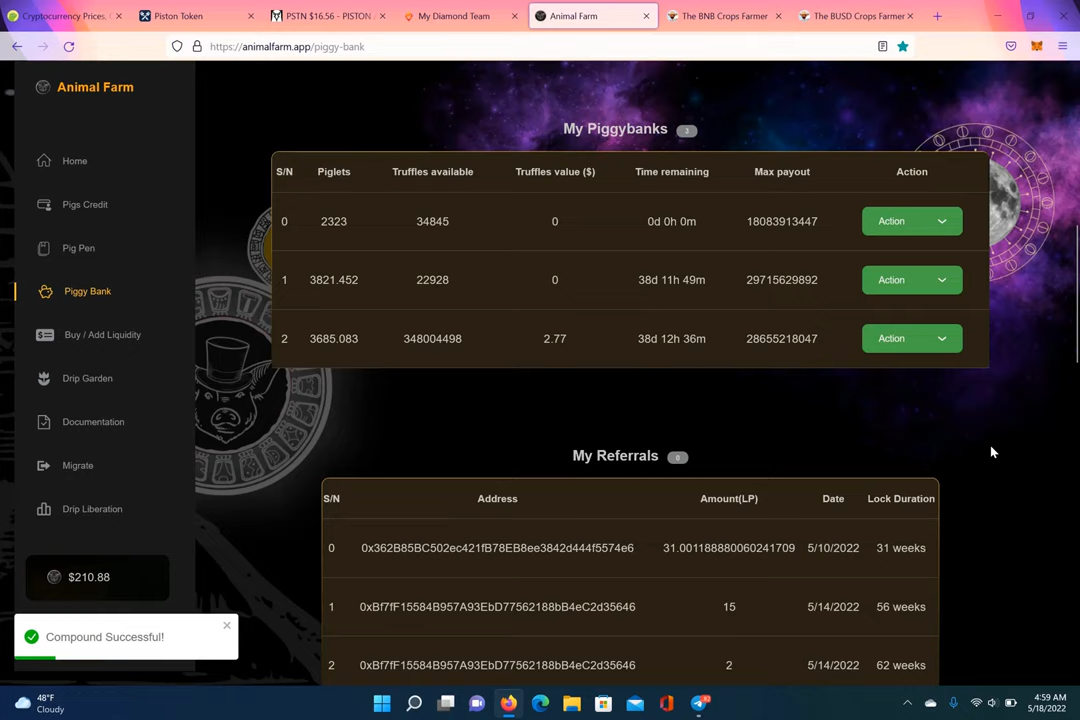 Cryptocurrency Prices,
Piston Token
PSTN $16.56 - PISTON /
My Diamond Team
Animal Farm
The BNB Crops Farmer
The BUSD Crops Farmer
https://animalfarm.app/piggy-bank
Animal Farm
Home
Pigs Credit
Pig Pen
Piggy Bank
Buy / Add Liquidity
Drip Garden
Documentation
Migrate
Drip Liberation
$210.88
Compound Successful!
My Piggybanks 3
S/N Piglets Truffles available Truffles value ($) Time remaining Max payout Action
0 2323 34845 0 0d 0h 0m 18083913447 Action
1 3821.452 22928 0 38d 11h 49m 29715629892 Action
2 3685.083 348004498 2.77 38d 12h 36m 28655218047 Action
My Referrals 0
S/N Address Amount(LP) Date Lock Duration
0 0x362B85BC502ec421fB78EB8ee3842d444f5574e6 31.001188880060241709 5/10/2022 31 weeks
1 0xBf7fF15584B957A93EbD77562188bB4eC2d35646 15 5/14/2022 56 weeks
2 0xBf7fF15584B957A93EbD77562188bB4eC2d35646 2 5/14/2022 62 weeks
48°F
Cloudy
4:59 AM
5/18/2022